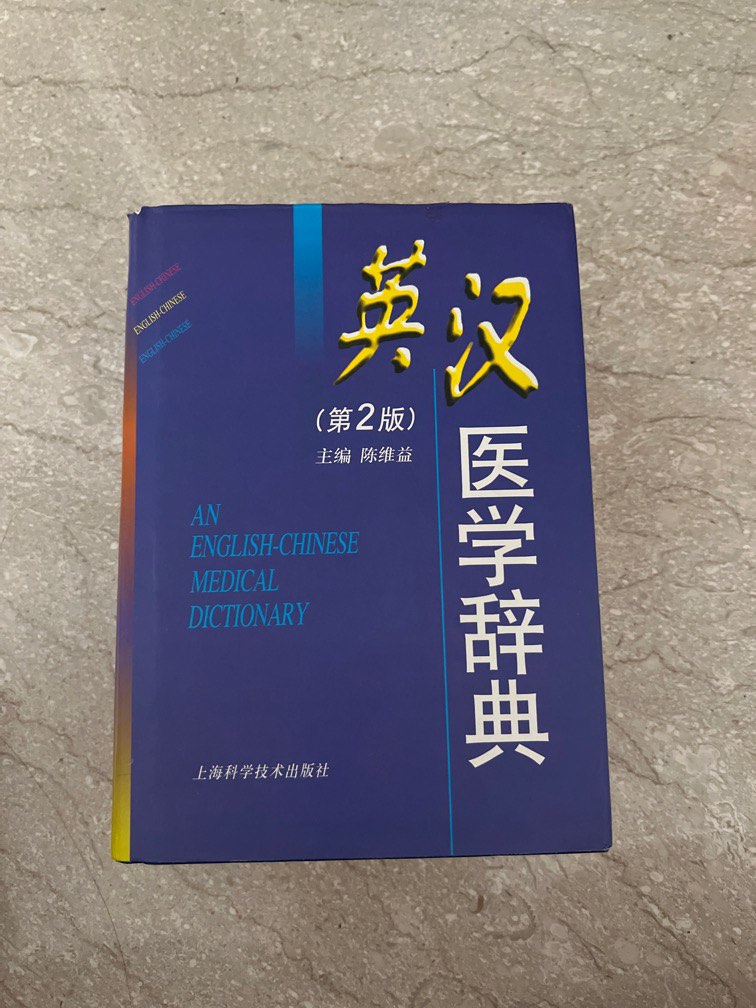 ENGLISH-CHINESE
ENGLISH-CHINESE
ENGLISH-CHINESE
英汉
医学辞典
(第2版)
主编 陈维益
AN
ENGLISH-CHINESE
MEDICAL
DICTIONARY
上海科学技术出版社